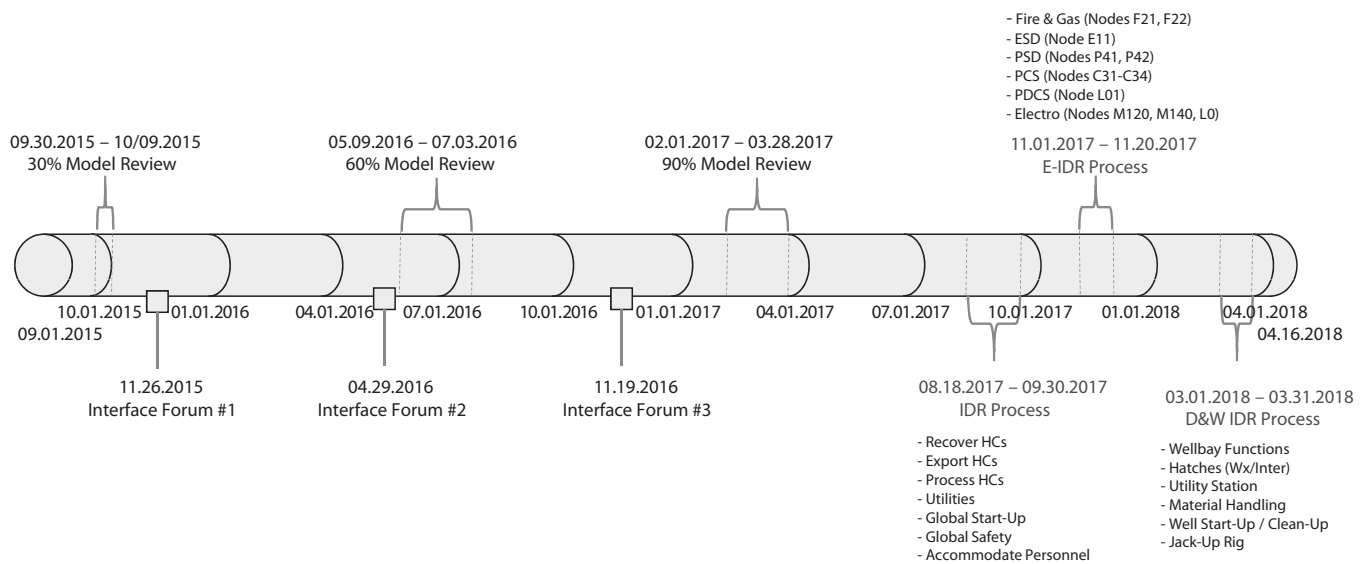 - Fire & Gas (Nodes F21, F22)
- ESD (Node E11)
- PSD (Nodes P41, P42)
- PCS (Nodes C31-C34)
- PDCS (Node L01)
- Electro (Nodes M120, M140, L0)
09.30.2015 – 10/09.2015
30% Model Review
05.09.2016 – 07.03.2016
60% Model Review
02.01.2017 – 03.28.2017
90% Model Review
11.01.2017 – 11.20.2017
E-IDR Process
09.01.2015
10.01.2015
01.01.2016
04.01.2016
07.01.2016
10.01.2016
01.01.2017
04.01.2017
07.01.2017
10.01.2017
01.01.2018
04.01.2018
04.16.2018
11.26.2015
Interface Forum #1
04.29.2016
Interface Forum #2
11.19.2016
Interface Forum #3
08.18.2017 – 09.30.2017
IDR Process
- Recover HCs
- Export HCs
- Process HCs
- Utilities
- Global Start-Up
- Global Safety
- Accommodate Personnel
03.01.2018 – 03.31.2018
D&W IDR Process
- Wellbay Functions
- Hatches (Wx/Inter)
- Utility Station
- Material Handling
- Well Start-Up / Clean-Up
- Jack-Up Rig